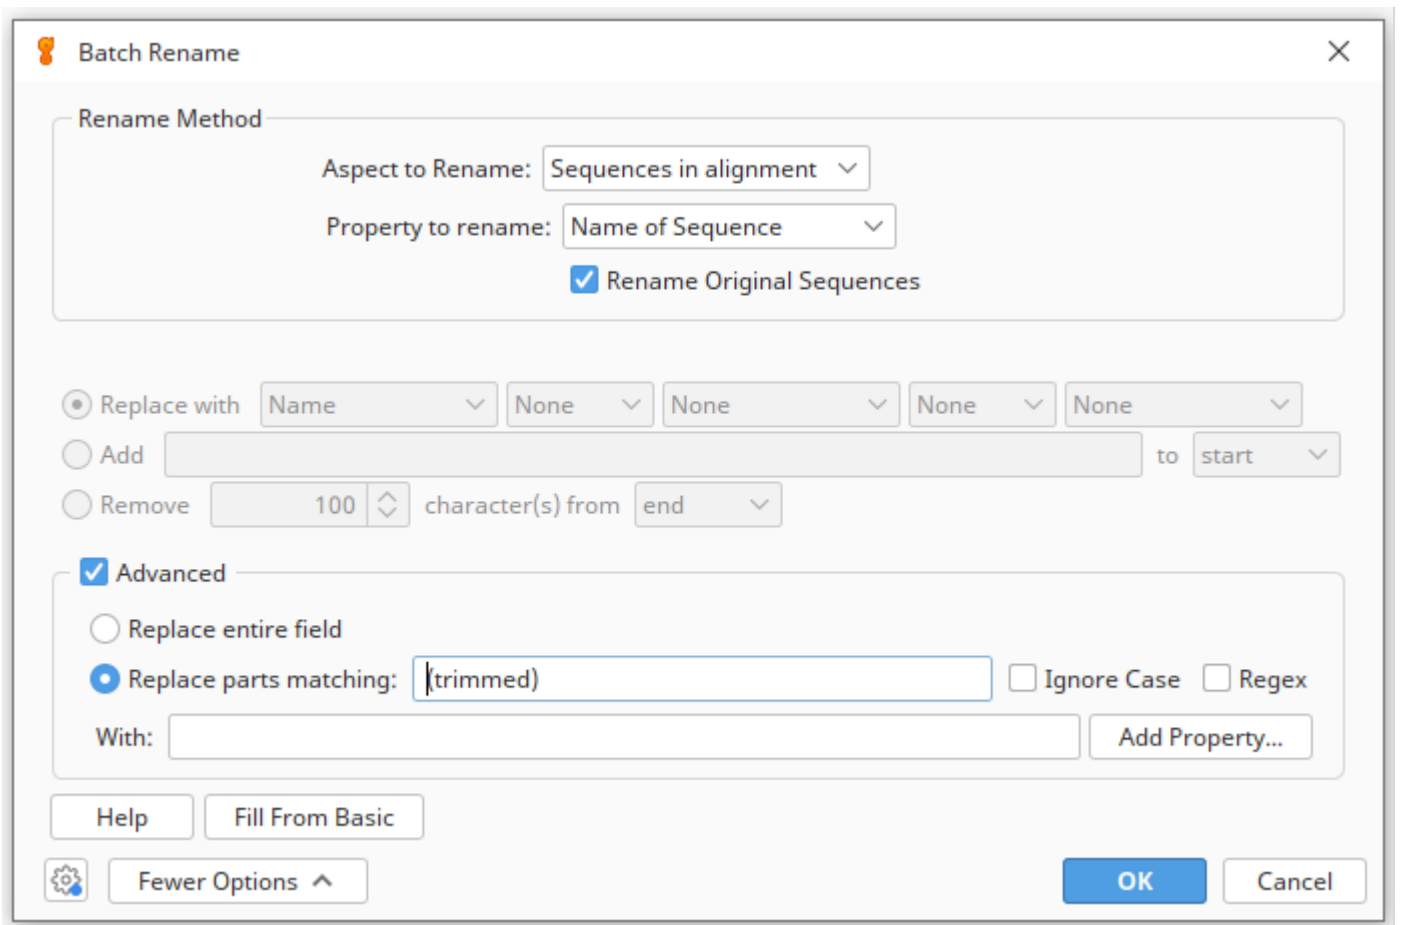 Batch Rename
Rename Method
Aspect to Rename: Sequences in alignment
Property to rename: Name of Sequence
Rename Original Sequences
Replace with Name None None None None
Add to start
Remove 100 character(s) from end
Advanced
Replace entire field
Replace parts matching: (trimmed) Ignore Case Regex
With: Add Property...
Help Fill From Basic
Fewer Options OK Cancel